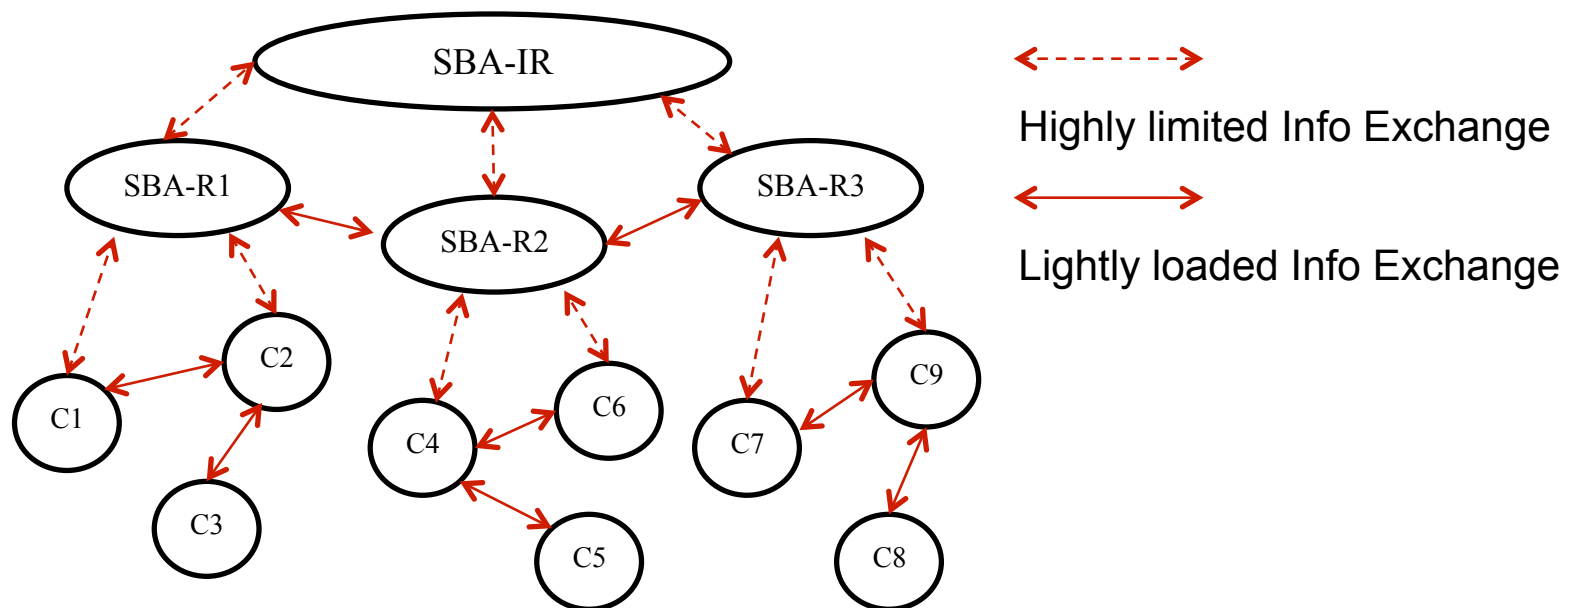 SBA-IR
Highly limited Info Exchange
SBA-R1
SBA-R3
SBA-R2
Lightly loaded Info Exchange
C2
C9
C1
C6
C4
C7
C3
C5
C8